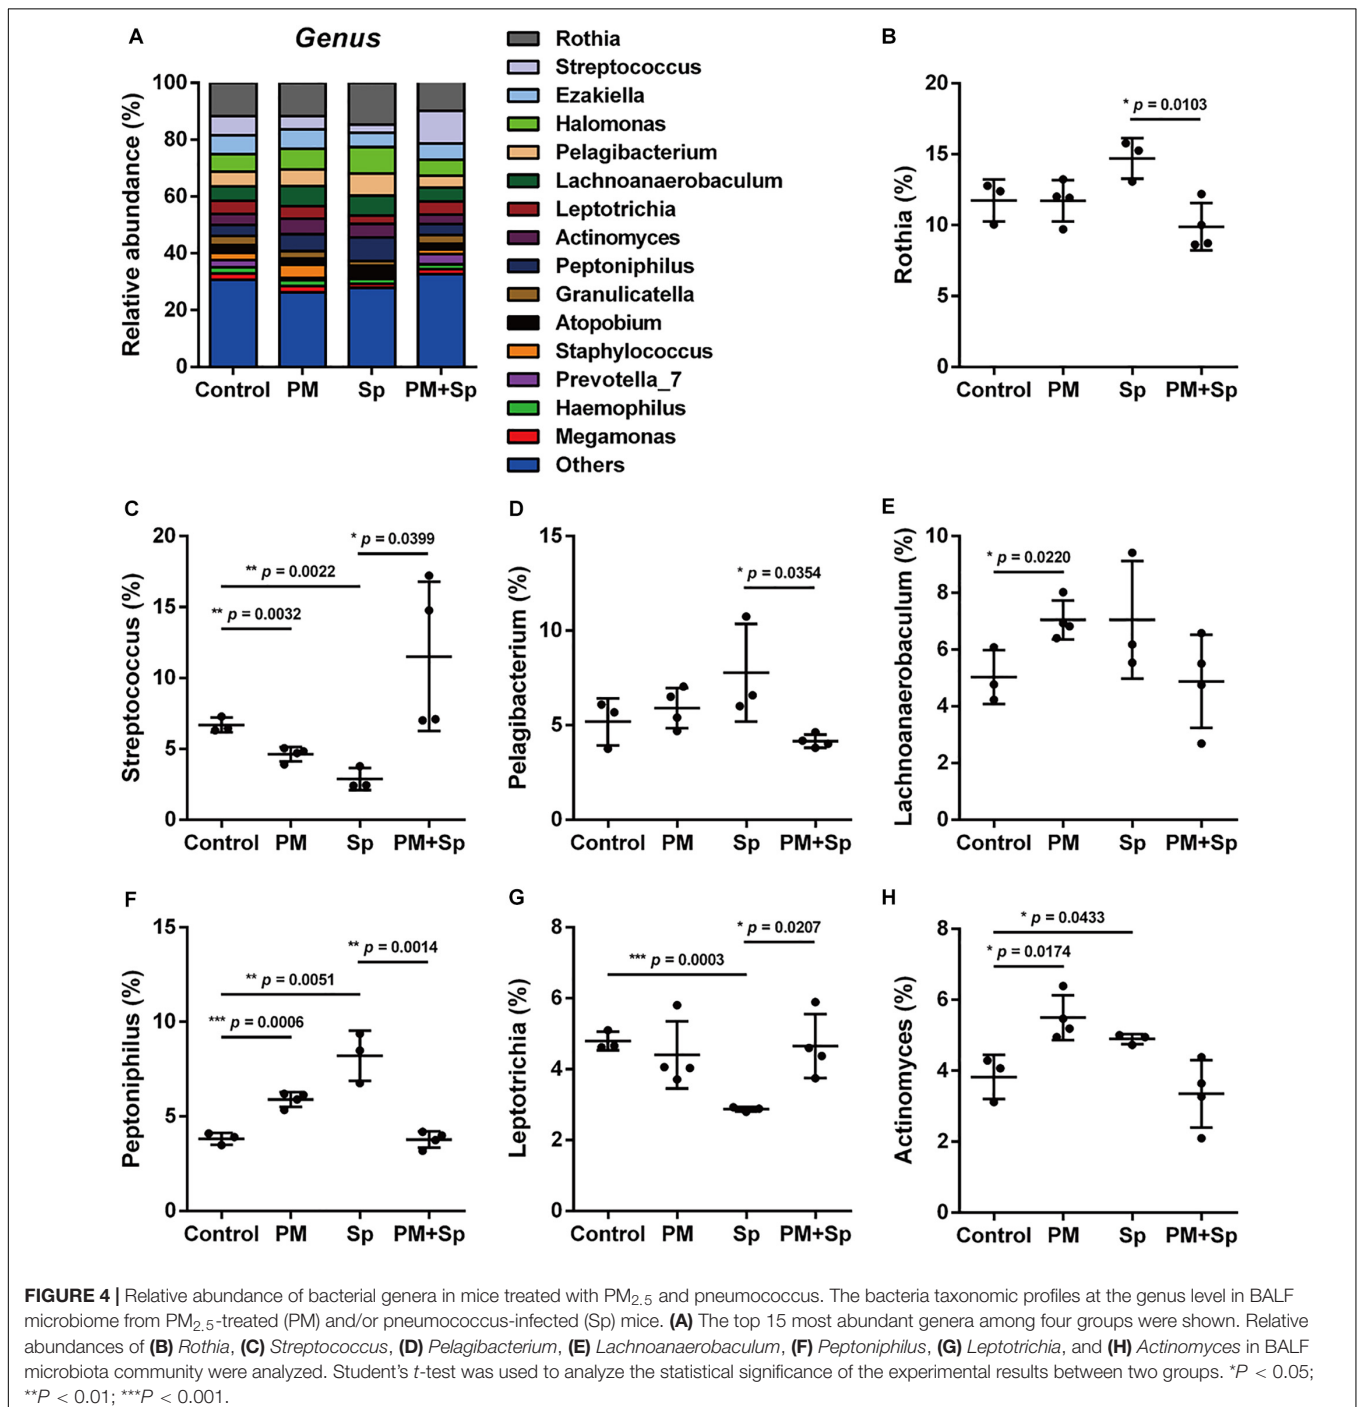 A
Genus
Relative abundance (%)
100
80
60
40
20
0
Control PM Sp PM+Sp
Rothia
Streptococcus
Ezakiella
Halomonas
Pelagibacterium
Lachnoanaerobaculum
Leptotrichia
Actinomyces
Peptoniphilus
Granulicatella
Atopobium
Staphylococcus
Prevotella_7
Haemophilus
Megamonas
Others
B
Rothia (%)
20
15
10
5
0
* p = 0.0103
Control PM Sp PM+Sp
C
Streptococcus (%)
20
15
10
5
0
* p = 0.0399
** p = 0.0022
** p = 0.0032
Control PM Sp PM+Sp
D
Pelagibacterium (%)
15
10
5
0
* p = 0.0354
Control PM Sp PM+Sp
E
Lachnoanaerobaculum (%)
10
8
6
4
2
0
* p = 0.0220
Control PM Sp PM+Sp
F
Peptoniphilus (%)
15
10
5
0
** p = 0.0014
** p = 0.0051
*** p = 0.0006
Control PM Sp PM+Sp
G
Leptotrichia (%)
8
6
4
2
0
* p = 0.0207
*** p = 0.0003
Control PM Sp PM+Sp
H
Actinomyces (%)
8
6
4
2
0
* p = 0.0433
* p = 0.0174
Control PM Sp PM+Sp
FIGURE 4 | Relative abundance of bacterial genera in mice treated with PM2.5 and pneumococcus. The bacteria taxonomic profiles at the genus level in BALF
microbiome from PM2.5-treated (PM) and/or pneumococcus-infected (Sp) mice. (A) The top 15 most abundant genera among four groups were shown. Relative
abundances of (B) Rothia, (C) Streptococcus, (D) Pelagibacterium, (E) Lachnoanaerobaculum, (F) Peptoniphilus, (G) Leptotrichia, and (H) Actinomyces in BALF
microbiota community were analyzed. Student's t-test was used to analyze the statistical significance of the experimental results between two groups. *P < 0.05;
**P < 0.01; ***P < 0.001.